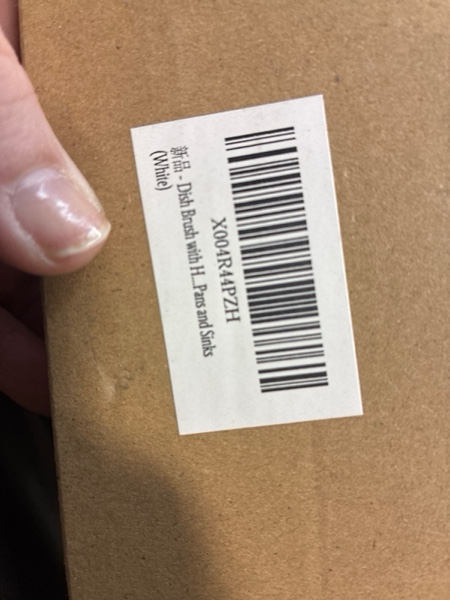 X004R44PZH
新品 - Dish Brush with H...Pans and Sinks
(White)